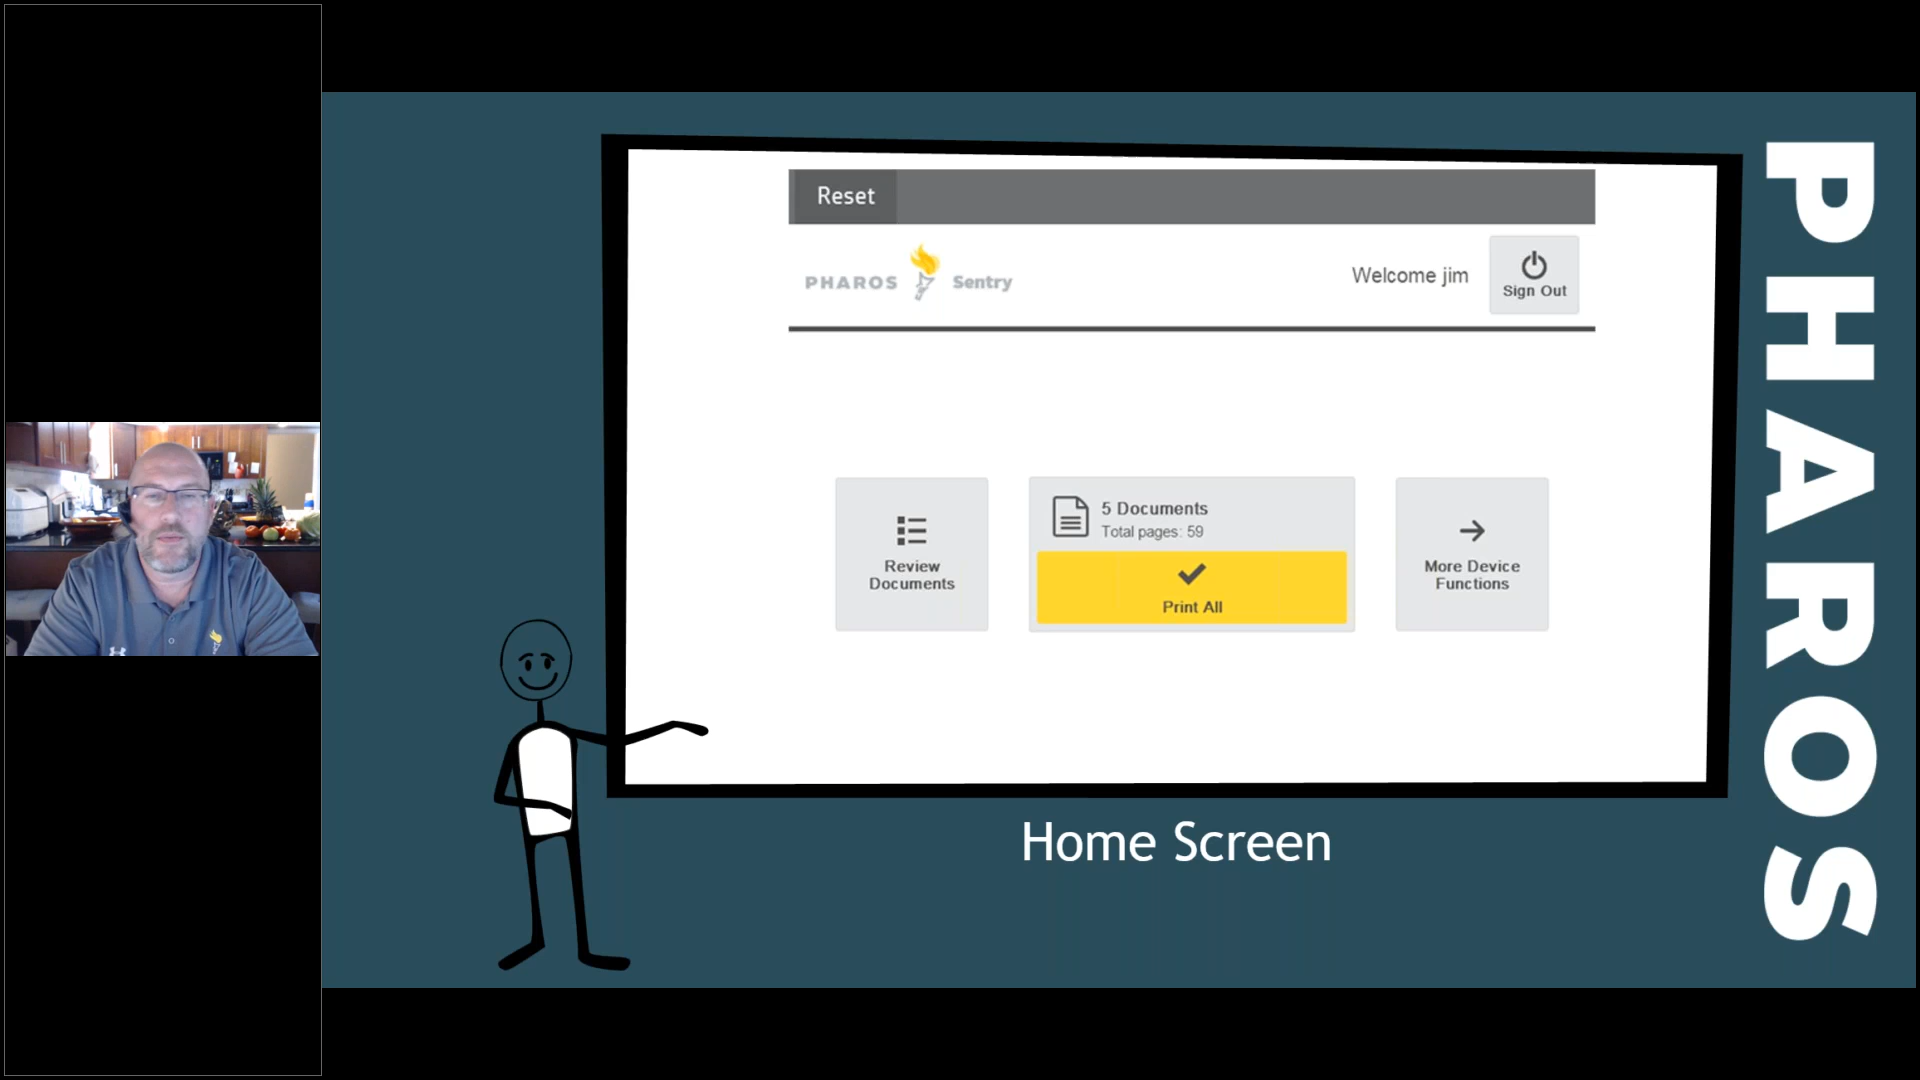 Reset
PHAROS Sentry
Welcome jim
Sign Out
Review
Documents
5 Documents
Total pages: 59
Print All
More Device
Functions
Home Screen
PHAROS